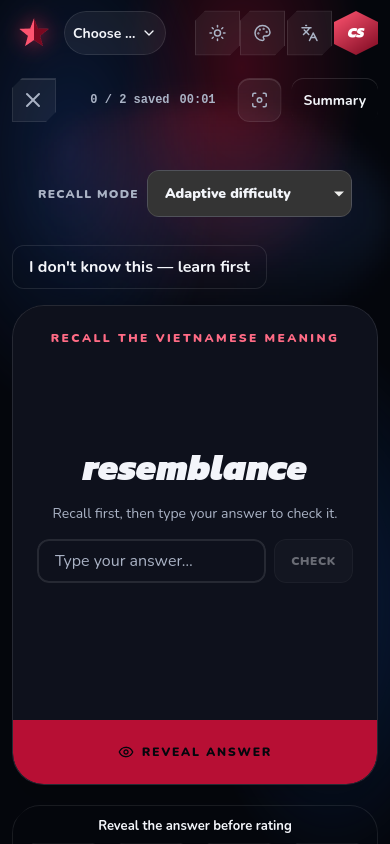 Choose ...
cs
0 / 2 saved 00:01
Summary
RECALL MODE
Adaptive difficulty
I don't know this — learn first
RECALL THE VIETNAMESE MEANING
resemblance
Recall first, then type your answer to check it.
Type your answer...
CHECK
REVEAL ANSWER
Reveal the answer before rating